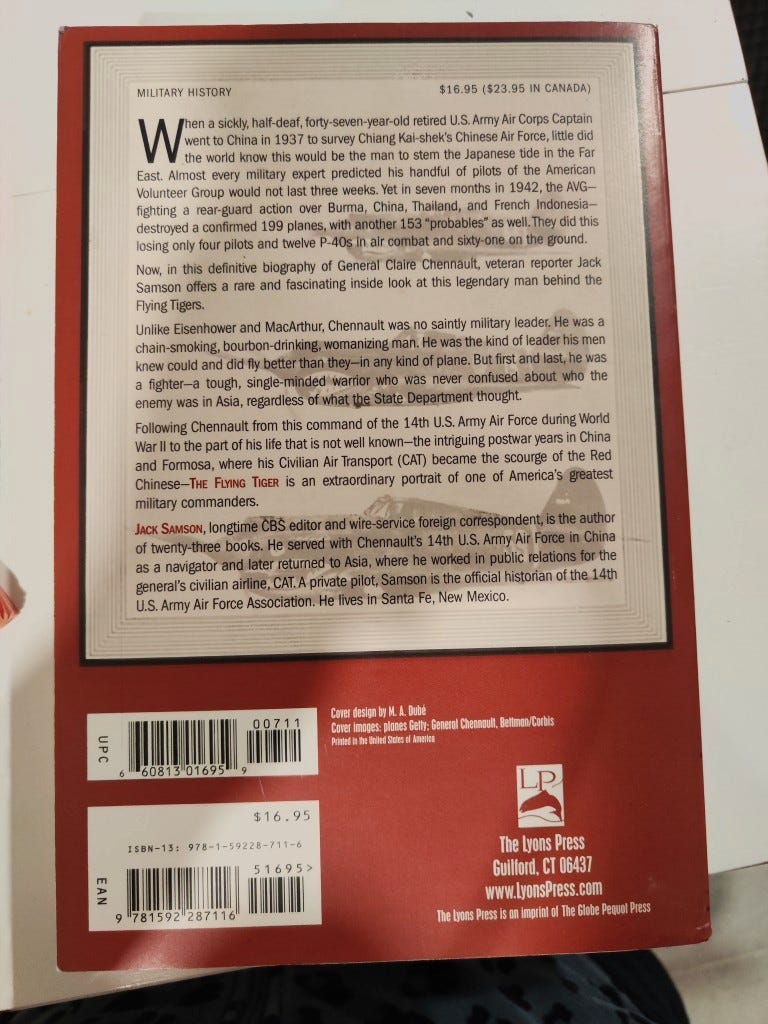 MILITARY HISTORY
$16.95 ($23.95 IN CANADA)
When a sickly, half-deaf, forty-seven-year-old retired U.S. Army Air Corps Captain
went to China in 1937 to survey Chiang Kai-shek's Chinese Air Force, little did
the world know this would be the man to stem the Japanese tide in the Far
East. Almost every military expert predicted his handful of pilots of the American
Volunteer Group would not last three weeks. Yet in seven months in 1942, the AVG—
fighting a rear-guard action over Burma, China, Thailand, and French Indonesia—
destroyed a confirmed 199 planes, with another 153 "probables" as well. They did this
losing only four pilots and twelve P-40s in air combat and sixty-one on the ground.
Now, in this definitive biography of General Claire Chennault, veteran reporter Jack
Samson offers a rare and fascinating inside look at this legendary man behind the
Flying Tigers.
Unlike Eisenhower and MacArthur, Chennault was no saintly military leader. He was a
chain-smoking, bourbon-drinking, womanizing man. He was the kind of leader his men
knew could and did fly better than they—in any kind of plane. But first and last, he was
a fighter—a tough, single-minded warrior who was never confused about who the
enemy was in Asia, regardless of what the State Department thought.
Following Chennault from this command of the 14th U.S. Army Air Force during World
War II to the part of his life that is not well known—the intriguing postwar years in China
and Formosa, where his Civilian Air Transport (CAT) became the scourge of the Red
Chinese—THE FLYING TIGER is an extraordinary portrait of one of America's greatest
military commanders.
JACK SAMSON, longtime CBS editor and wire-service foreign correspondent, is the author
of twenty-three books. He served with Chennault's 14th U.S. Army Air Force in China
as a navigator and later returned to Asia, where he worked in public relations for the
general's civilian airline, CAT. A private pilot, Samson is the official historian of the 14th
U.S. Army Air Force Association. He lives in Santa Fe, New Mexico.
UPC
00711
6 60813 01695 9
Cover design by M. A. Dubé
Cover images: planes Getty; General Chennault, Bettman/Corbis
Printed in the United States of America
$16.95
ISBN-13: 978-1-59228-711-6
51695>
EAN
9 781592 287116
LP
The Lyons Press
Guilford, CT 06437
www.LyonsPress.com
The Lyons Press is an imprint of The Globe Pequot Press